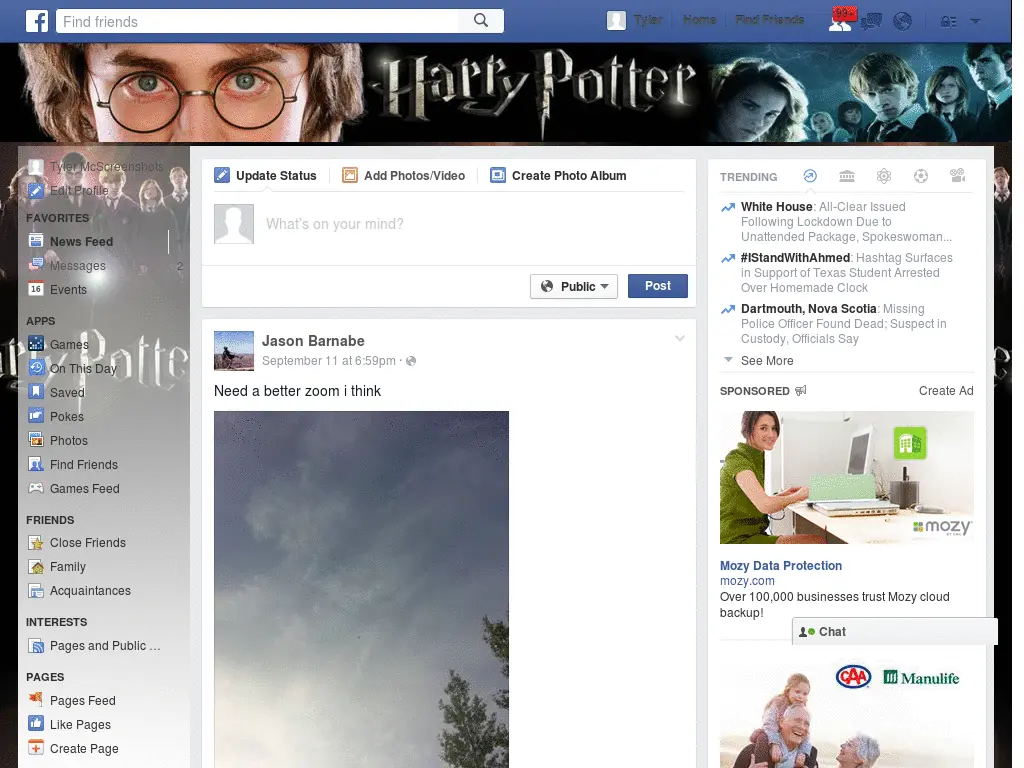 Find friends
Tyler
Home
Find Friends
99+
Harry Potter
Tyler McScreenshots
Edit Profile
FAVORITES
News Feed
Messages 2
16 Events
APPS
Games
On This Day
Saved
Pokes
Photos
Find Friends
Games Feed
FRIENDS
Close Friends
Family
Acquaintances
INTERESTS
Pages and Public ...
PAGES
Pages Feed
Like Pages
Create Page
Update Status
Add Photos/Video
Create Photo Album
What's on your mind?
Public
Post
Jason Barnabe
September 11 at 6:59pm ·
Need a better zoom i think
TRENDING
White House: All-Clear Issued
Following Lockdown Due to
Unattended Package, Spokeswoman...
#IStandWithAhmed: Hashtag Surfaces
in Support of Texas Student Arrested
Over Homemade Clock
Dartmouth, Nova Scotia: Missing
Police Officer Found Dead; Suspect in
Custody, Officials Say
See More
SPONSORED
Create Ad
mozy
Mozy Data Protection
mozy.com
Over 100,000 businesses trust Mozy cloud
backup!
Chat
CAA
Manulife